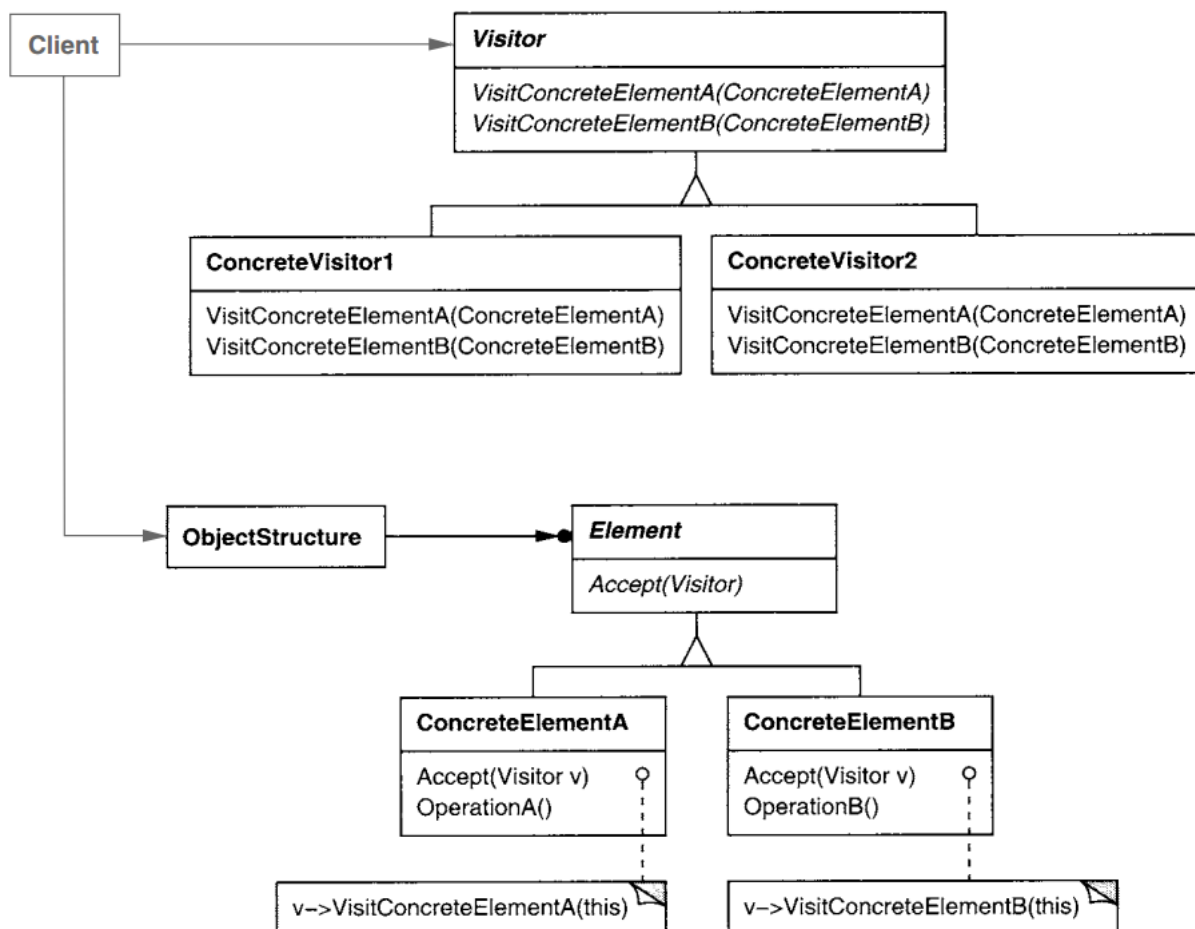 Client
Visitor
VisitConcreteElementA(ConcreteElementA)
VisitConcreteElementB(ConcreteElementB)
ConcreteVisitor1
VisitConcreteElementA(ConcreteElementA)
VisitConcreteElementB(ConcreteElementB)
ConcreteVisitor2
VisitConcreteElementA(ConcreteElementA)
VisitConcreteElementB(ConcreteElementB)
ObjectStructure
Element
Accept(Visitor)
ConcreteElementA
Accept(Visitor v)
OperationA()
ConcreteElementB
Accept(Visitor v)
OperationB()
v–>VisitConcreteElementA(this)
v–>VisitConcreteElementB(this)